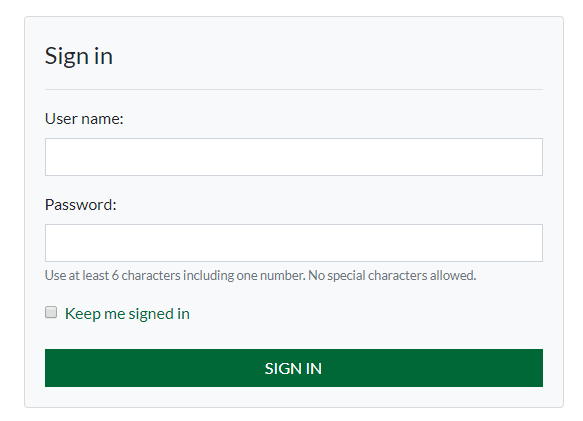 Sign in
User name:
Password:
Use at least 6 characters including one number. No special characters allowed.
Keep me signed in
SIGN IN